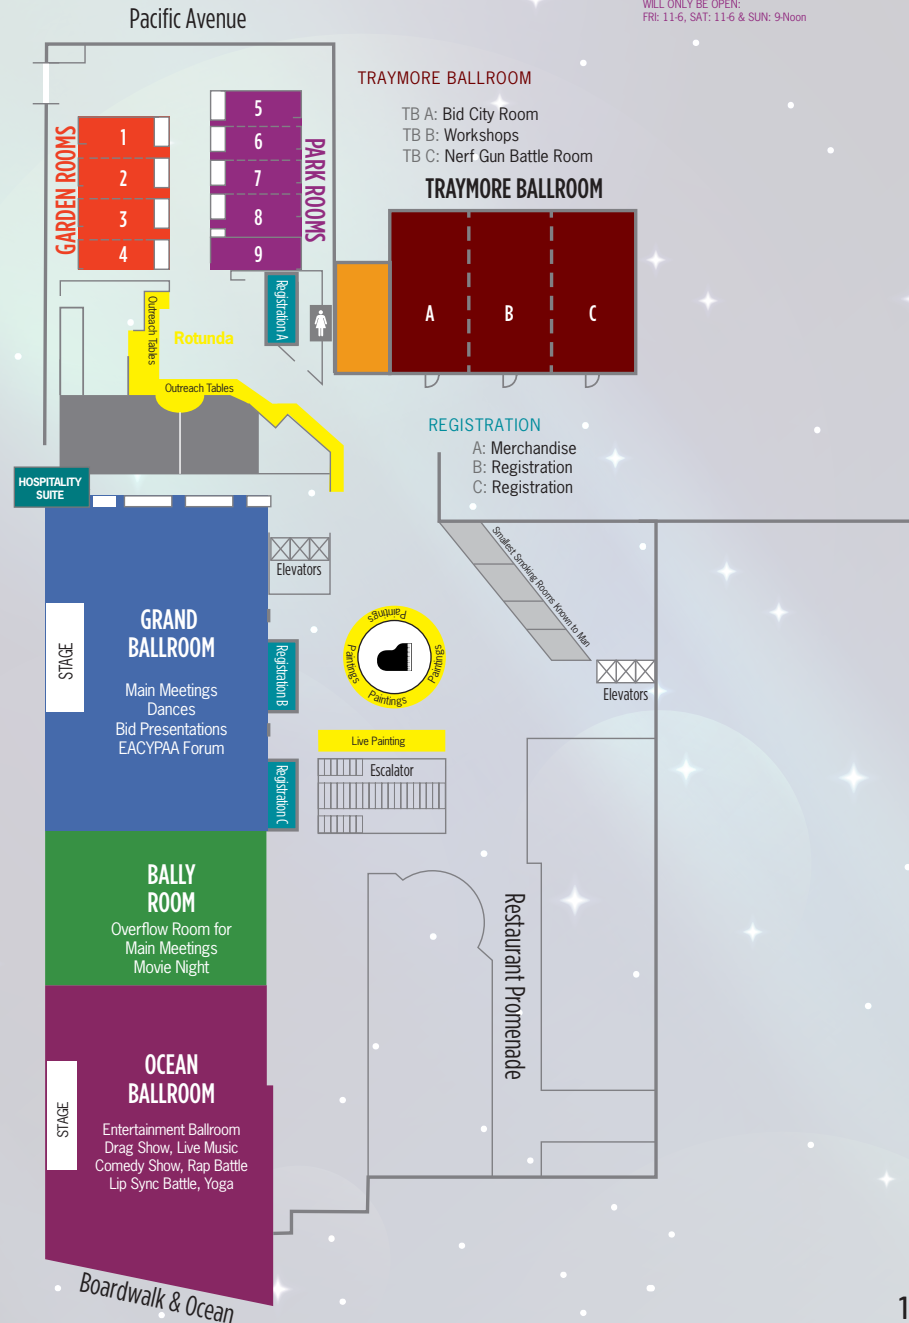 WILL ONLY BE OPEN:
FRI: 11-6, SAT: 11-6 & SUN: 9-Noon
Pacific Avenue
TRAYMORE BALLROOM
TB A: Bid City Room
TB B: Workshops
TB C: Nerf Gun Battle Room
TRAYMORE BALLROOM
A
B
C
GARDEN ROOMS
1
2
3
4
PARK ROOMS
5
6
7
8
9
Registration A
Outreach Tables
Rotunda
Outreach Tables
REGISTRATION
A: Merchandise
B: Registration
C: Registration
HOSPITALITY
SUITE
Elevators
Smallest Smoking Rooms Known to Man
Elevators
STAGE
GRAND
BALLROOM
Main Meetings
Dances
Bid Presentations
EACYPAA Forum
Registration B
Registration C
Paintings
Paintings
Paintings
Paintings
Live Painting
Escalator
BALLY
ROOM
Overflow Room for
Main Meetings
Movie Night
Restaurant Promenade
STAGE
OCEAN
BALLROOM
Entertainment Ballroom
Drag Show, Live Music
Comedy Show, Rap Battle
Lip Sync Battle, Yoga
Boardwalk & Ocean
1